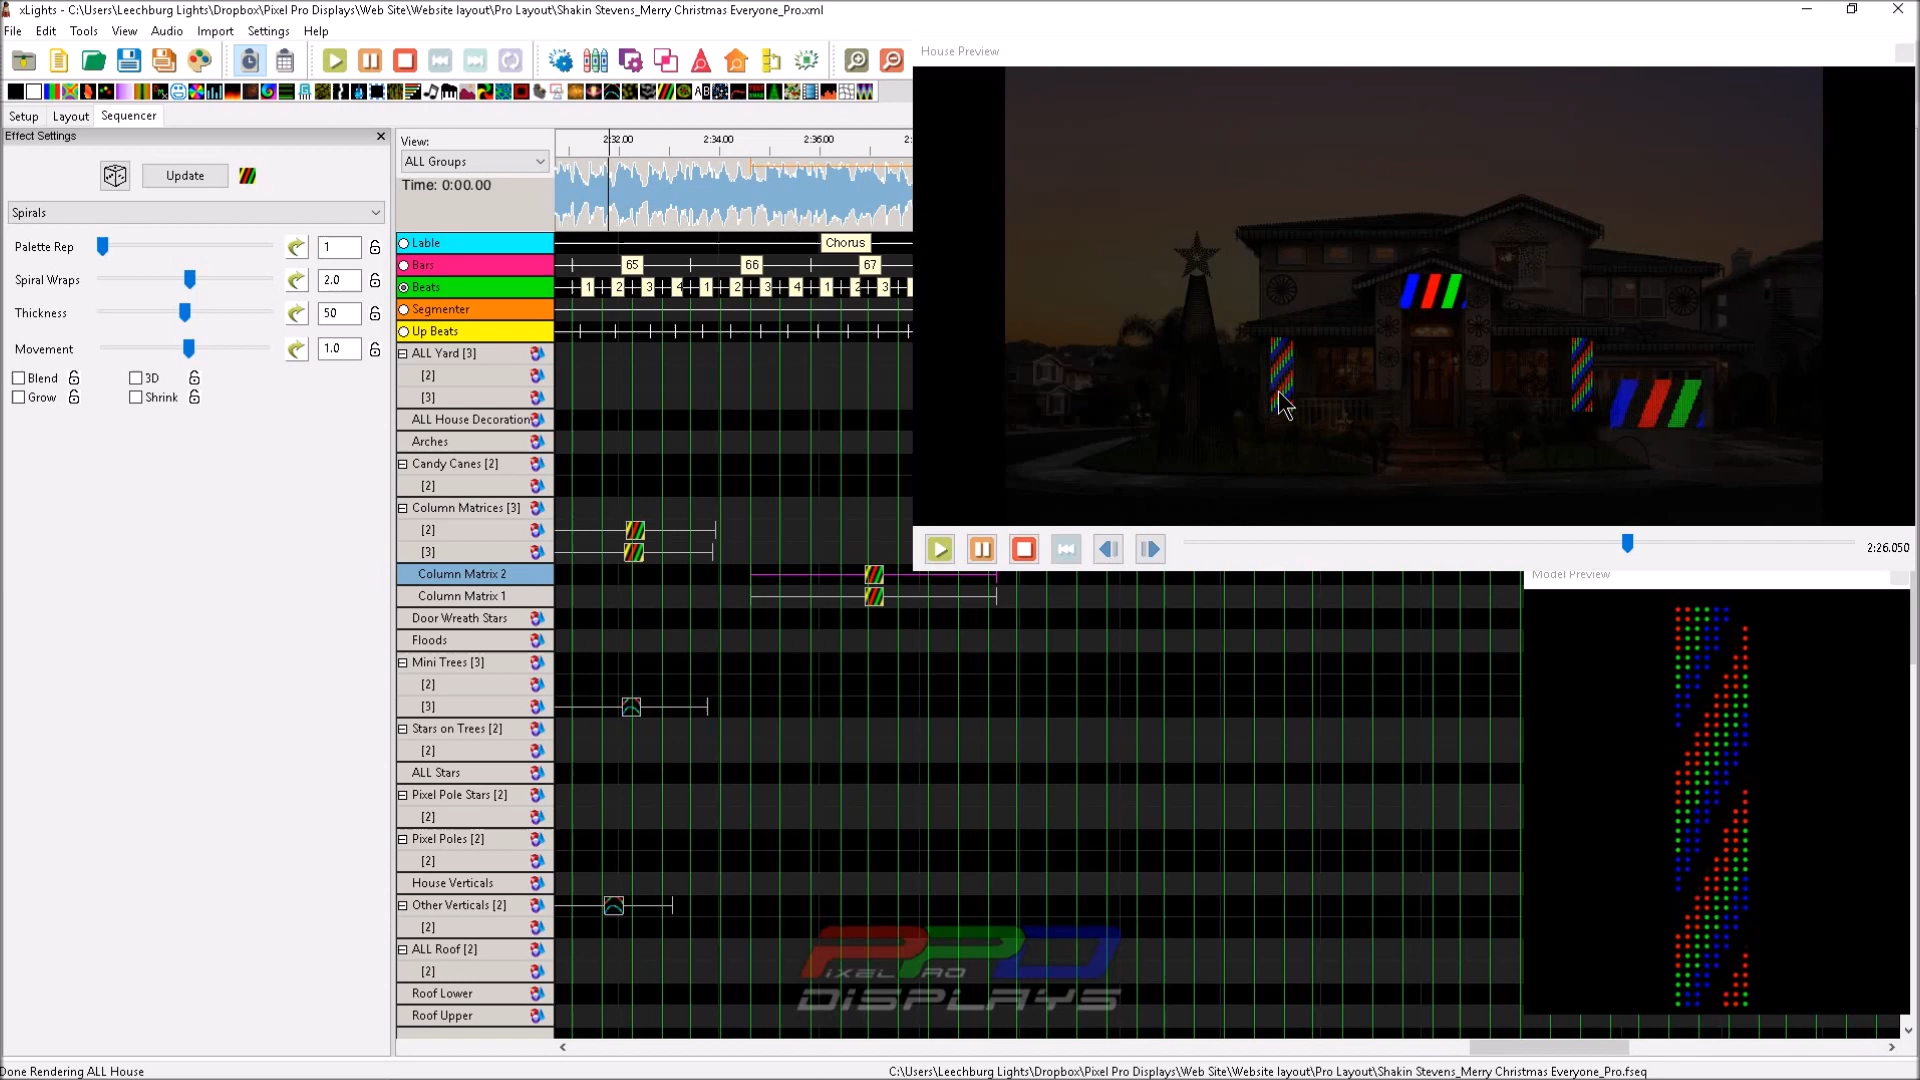 xLights - C:\Users\Leechburg Lights\Dropbox\Pixel Pro Displays\Web Site\Website layout\Pro Layout\Shakin Stevens_Merry Christmas Everyone_Pro.xml
File Edit Tools View Audio Import Settings Help
House Preview
Setup Layout Sequencer
Effect Settings
Update
Spirals
Palette Rep 1
Spiral Wraps 2.0
Thickness 50
Movement 1.0
Blend 3D
Grow Shrink
View:
ALL Groups
Time: 0:00.00
2:32.00 2:34.00 2:36.00 2:
Lable Chorus
Bars 65 66 67
Beats 1 2 3 4 1 2 3 4 1 2 3
Segmenter
Up Beats
ALL Yard [3]
[2]
[3]
ALL House Decoration
Arches
Candy Canes [2]
[2]
Column Matrices [3]
[2]
[3]
Column Matrix 2
Column Matrix 1
Door Wreath Stars
Floods
Mini Trees [3]
[2]
[3]
Stars on Trees [2]
[2]
ALL Stars
Pixel Pole Stars [2]
[2]
Pixel Poles [2]
[2]
House Verticals
Other Verticals [2]
[2]
ALL Roof [2]
[2]
Roof Lower
Roof Upper
2:26.050
Model Preview
PPD
PIXEL PRO
DISPLAYS
Done Rendering ALL House
C:\Users\Leechburg Lights\Dropbox\Pixel Pro Displays\Web Site\Website layout\Pro Layout\Shakin Stevens_Merry Christmas Everyone_Pro.fseq